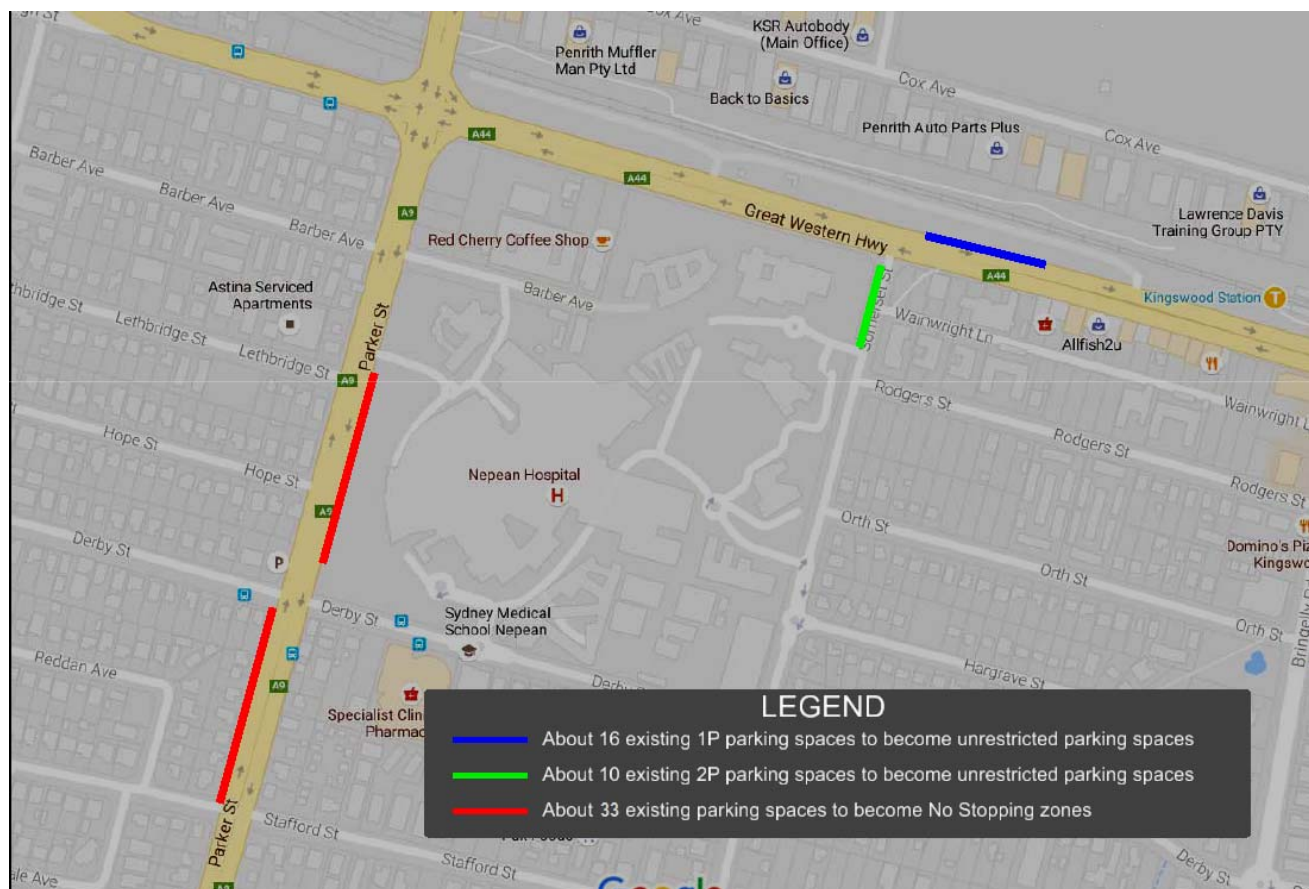 Cox Ave
KSR Autobody
(Main Office)
Penrith Muffler
Man Pty Ltd
Cox Ave
Back to Basics
A44
Penrith Auto Parts Plus
Cox Ave
Barber Ave
A44
Barber Ave
A9
Great Western Hwy
Lawrence Davis
Training Group PTY
Barber Ave
Red Cherry Coffee Shop
A44
Astina Serviced
Apartments
Barber Ave
Kingswood Station
T
Lethbridge St
Wainwright Ln
Allfish2u
Parker St
Lethbridge St
A9
Rodgers St
Wainwright
Hope St
Rodgers St
Hope St
Nepean Hospital
H
Rodgers St
A9
Orth St
Derby St
P
Orth St
Derby St
Sydney Medical
School Nepean
Orth St
Reddan Ave
Hargrave St
A9
Specialist Clin
LEGEND
About 16 existing 1P parking spaces to become unrestricted parking spaces
About 10 existing 2P parking spaces to become unrestricted parking spaces
About 33 existing parking spaces to become No Stopping zones
Parker St
Stafford St
Stafford St
Derby St